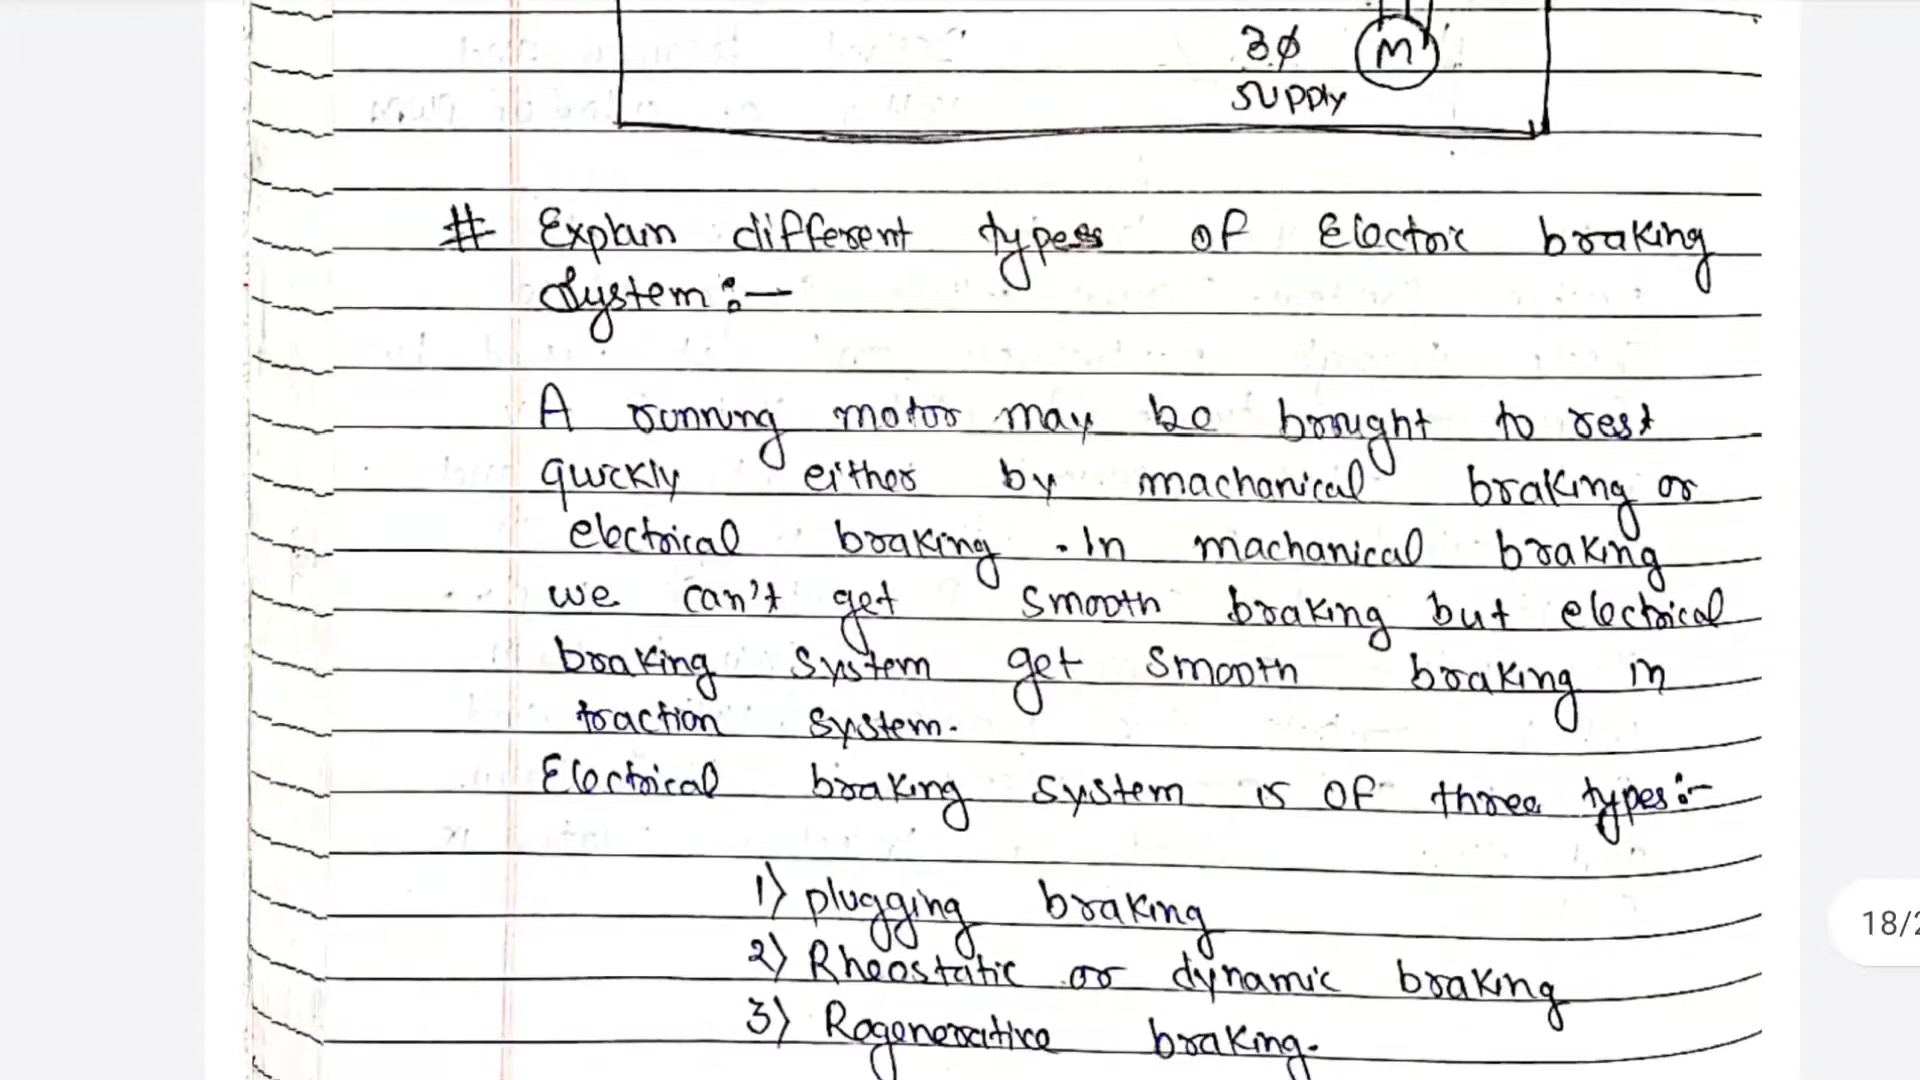 3φ
M
supply
# Explain different types of Electric braking
System :-
A running motor may be brought to rest
quickly either by machanical braking or
electrical braking. In machanical braking
we can't get smooth braking but electrical
braking system get smooth braking in
traction system.
Electrical braking system is of three types:-
1) plugging braking
2) Rheostatic or dynamic braking
3) Regenerative braking.
18/2